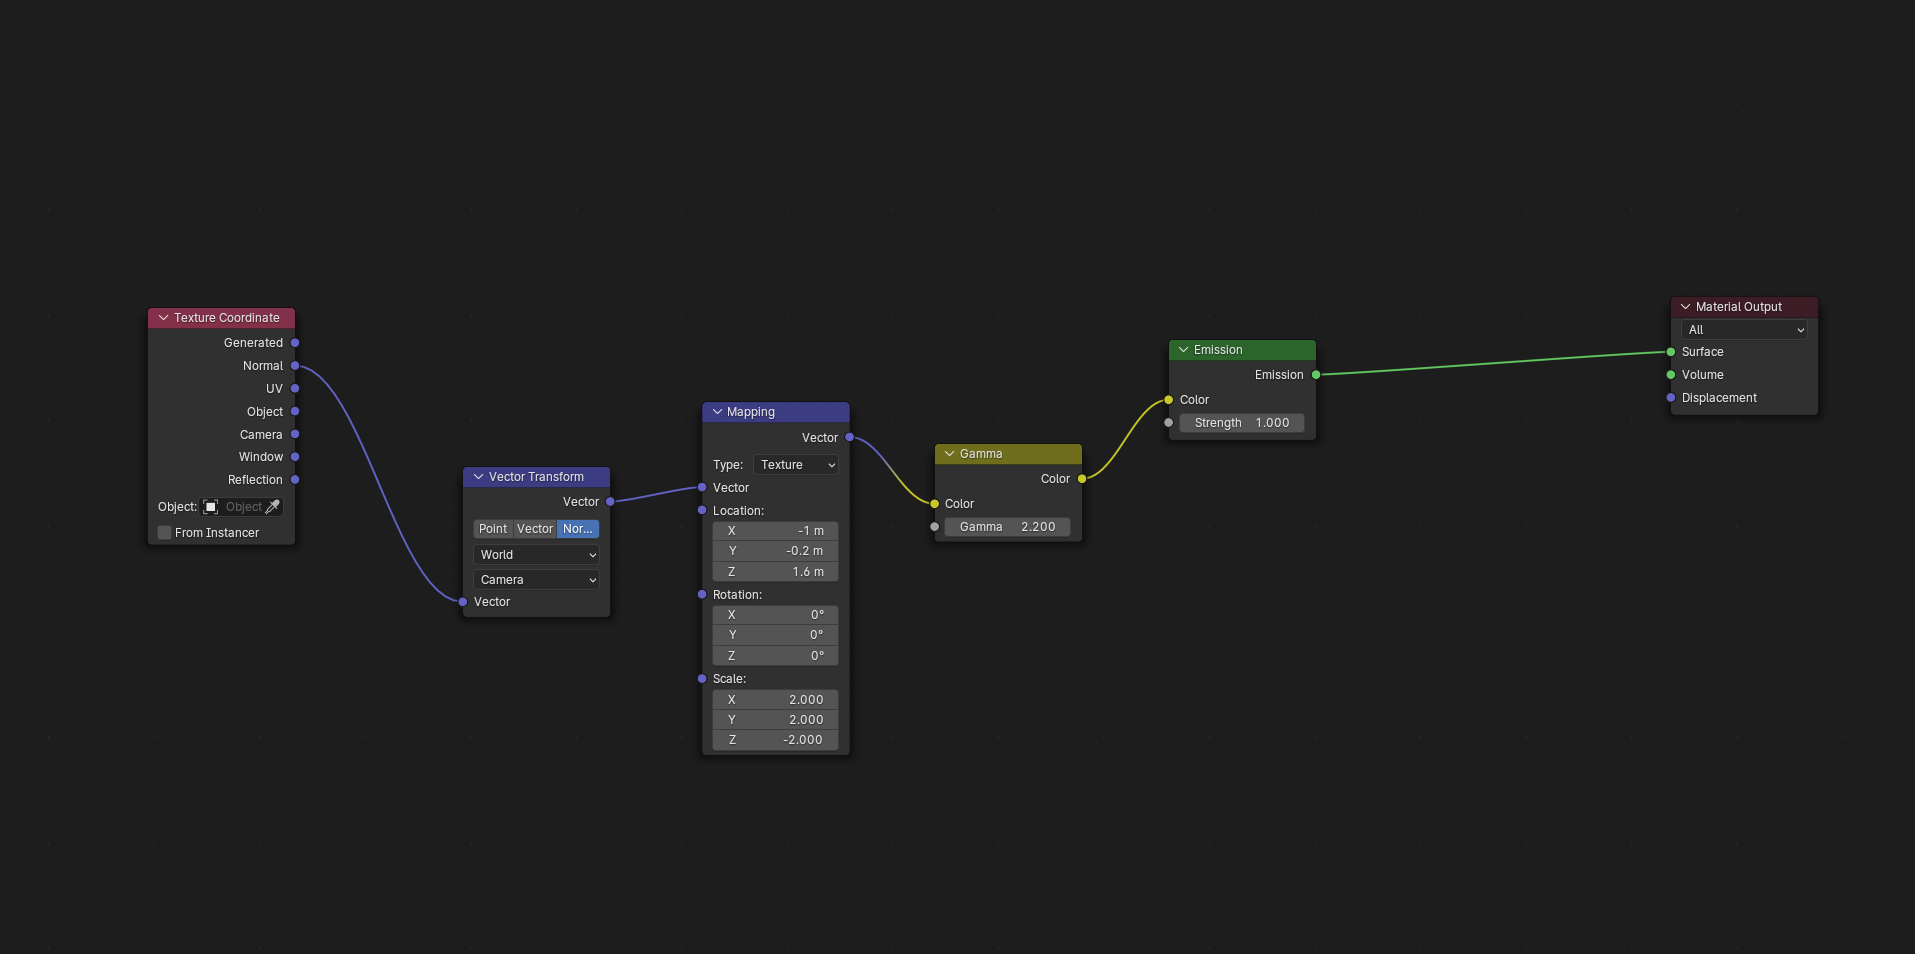 Texture Coordinate
Generated
Normal
UV
Object
Camera
Window
Reflection
Object: Object
From Instancer
Vector Transform
Vector
Point Vector Nor...
World
Camera
Vector
Mapping
Vector
Type: Texture
Vector
Location:
X -1 m
Y -0.2 m
Z 1.6 m
Rotation:
X 0°
Y 0°
Z 0°
Scale:
X 2.000
Y 2.000
Z -2.000
Gamma
Color
Color
Gamma 2.200
Emission
Emission
Color
Strength 1.000
Material Output
All
Surface
Volume
Displacement